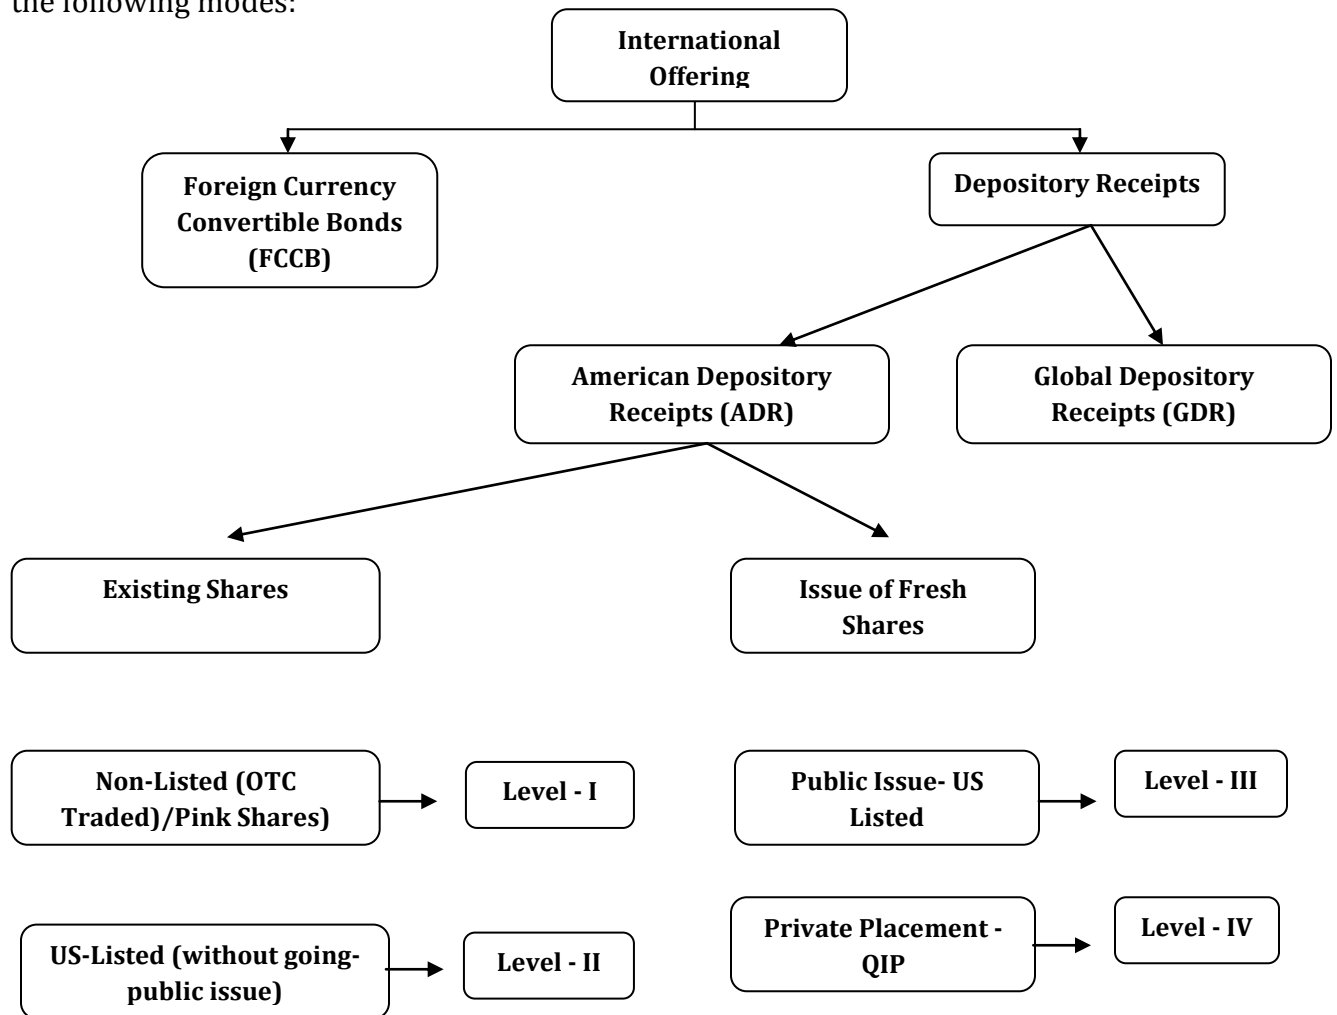 the following modes:
International
Offering
Foreign Currency
Convertible Bonds
(FCCB)
Depository Receipts
American Depository
Receipts (ADR)
Global Depository
Receipts (GDR)
Existing Shares
Issue of Fresh
Shares
Non-Listed (OTC
Traded)/Pink Shares)
Level - I
Public Issue- US
Listed
Level - III
US-Listed (without going-
public issue)
Level - II
Private Placement -
QIP
Level - IV